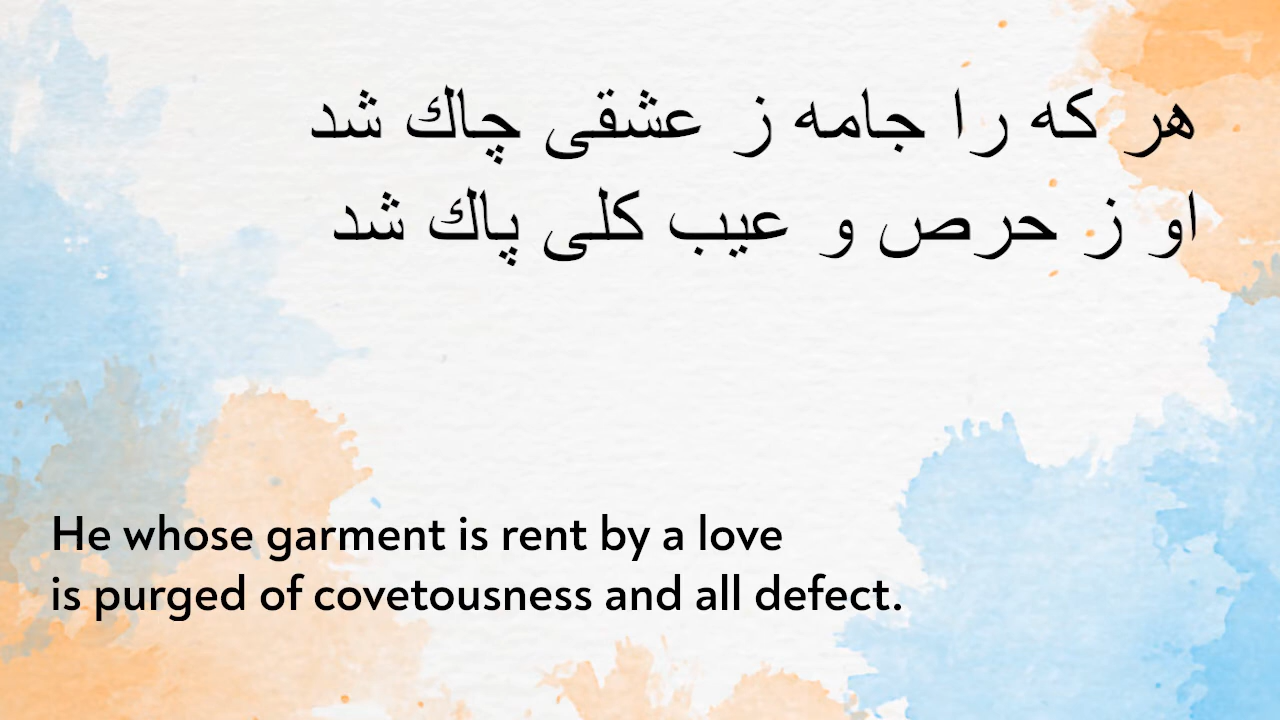 هر كه را جامه ز عشقی چاك شد
او ز حرص و عیب كلی پاك شد
He whose garment is rent by a love
is purged of covetousness and all defect.